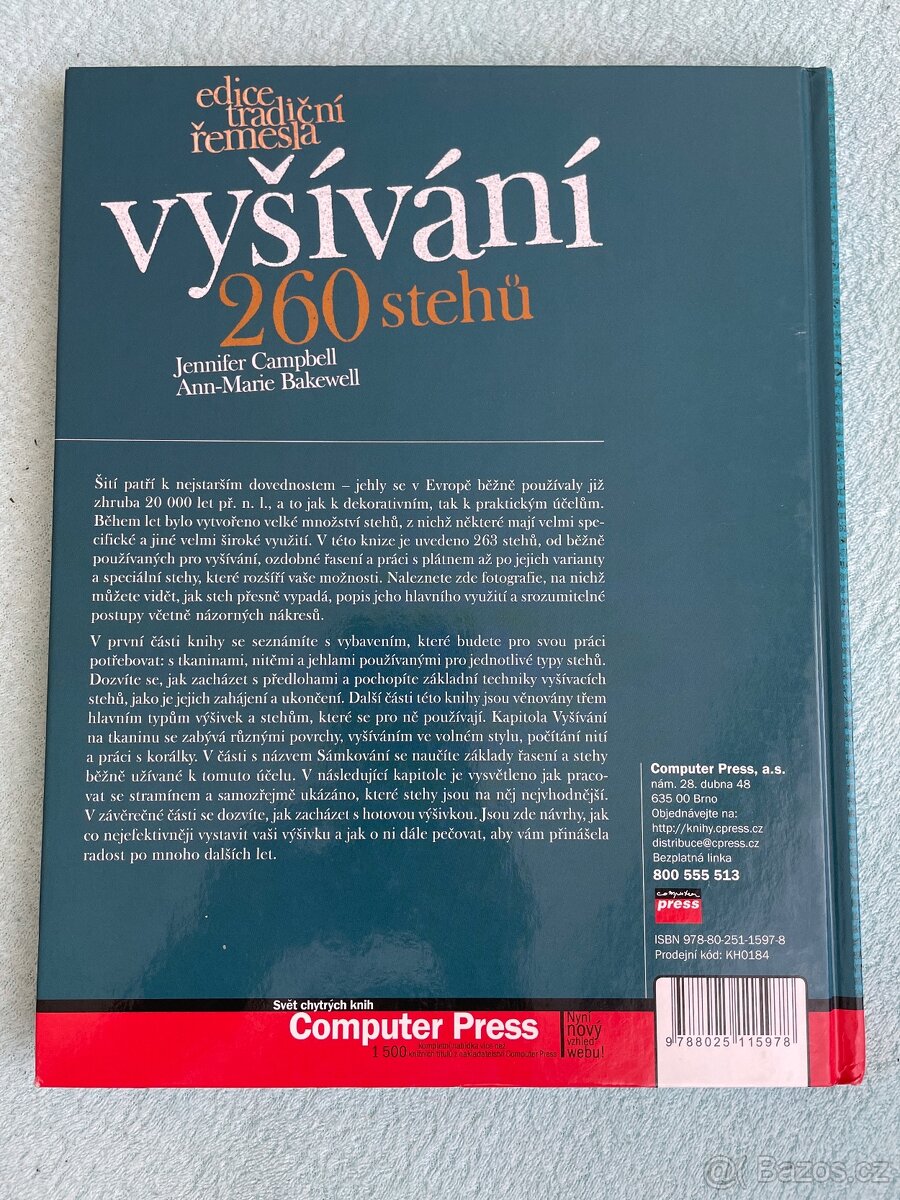 edice
tradiční
řemesla
vyšívání
260 stehů
Jennifer Campbell
Ann-Marie Bakewell
Šití patří k nejstarším dovednostem – jehly se v Evropě běžně používaly již
zhruba 20 000 let př. n. l., a to jak k dekorativním, tak k praktickým účelům.
Během let bylo vytvořeno velké množství stehů, z nichž některé mají velmi spe-
cifické a jiné velmi široké využití. V této knize je uvedeno 263 stehů, od běžně
používaných pro vyšívání, ozdobné řasení a práci s plátnem až po jejich varianty
a speciální stehy, které rozšíří vaše možnosti. Naleznete zde fotografie, na nichž
můžete vidět, jak steh přesně vypadá, popis jeho hlavního využití a srozumitelné
postupy včetně názorných nákresů.
V první části knihy se seznámíte s vybavením, které budete pro svou práci
potřebovat: s tkaninami, nitěmi a jehlami používanými pro jednotlivé typy stehů.
Dozvíte se, jak zacházet s předlohami a pochopíte základní techniky vyšívacích
stehů, jako je jejich zahájení a ukončení. Další části této knihy jsou věnovány třem
hlavním typům výšivek a stehům, které se pro ně používají. Kapitola Vyšívání
na tkaninu se zabývá různými povrchy, vyšíváním ve volném stylu, počítání nití
a práci s korálky. V části s názvem Sámkování se naučíte základy řasení a stehy
běžně užívané k tomuto účelu. V následující kapitole je vysvětleno jak praco-
vat se stramínem a samozřejmě ukázáno, které stehy jsou na něj nejvhodnější.
V závěrečné části se dozvíte, jak zacházet s hotovou výšivkou. Jsou zde návrhy, jak
co nejefektivněji vystavit vaši výšivku a jak o ni dále pečovat, aby vám přinášela
radost po mnoho dalších let.
Computer Press, a.s.
nám. 28. dubna 48
635 00 Brno
Objednávejte na:
http://knihy.cpress.cz
distribuce@cpress.cz
Bezplatná linka
800 555 513
computer
press
ISBN 978-80-251-1597-8
Prodejní kód: KH0184
9 788025 115978
Svět chytrých knih
Computer Press
kompletní nabídka více než
1 500 knižních titulů z nakladatelství Computer Press
Nyní
nový
vzhled
webu!
Bazos.cz